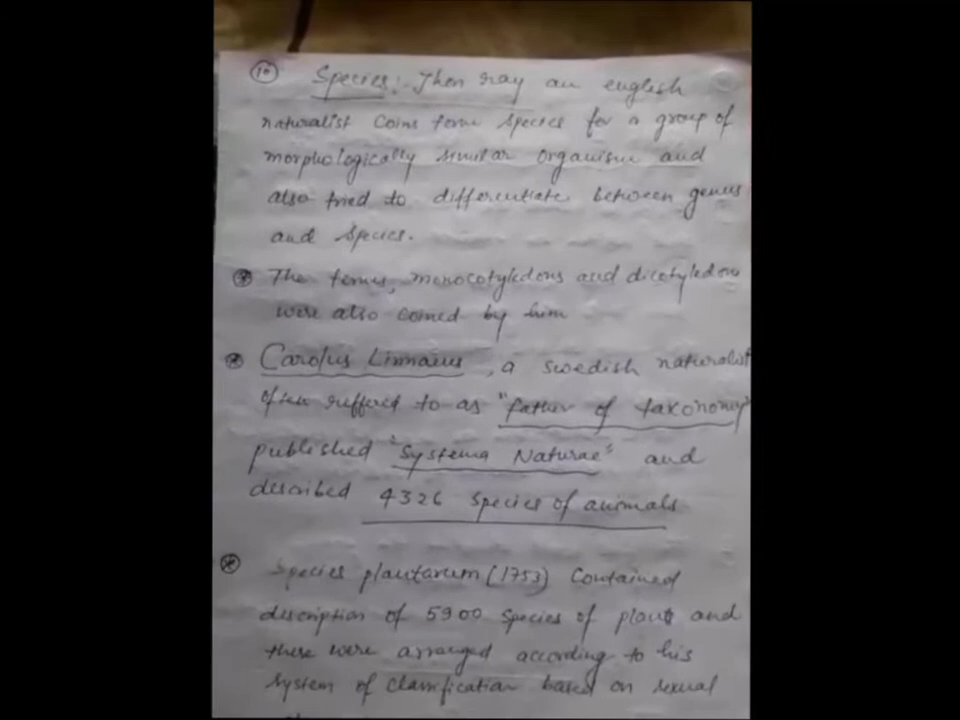 10 Species:- Jhon ray an english
naturalist coins term species for a group of
morphologically similar organism and
also tried to differentiate between genus
and species.
The terms, monocotyledons and dicotyledons
were also coined by him
Carolus Linnaeus, a swedish naturalist
often reffered to as "father of taxonomy"
published 'Systema Naturae' and
described 4326 species of animals
Species plantarum (1753) contained
description of 5900 species of plants and
these were arranged according to his
system of classification based on sexual